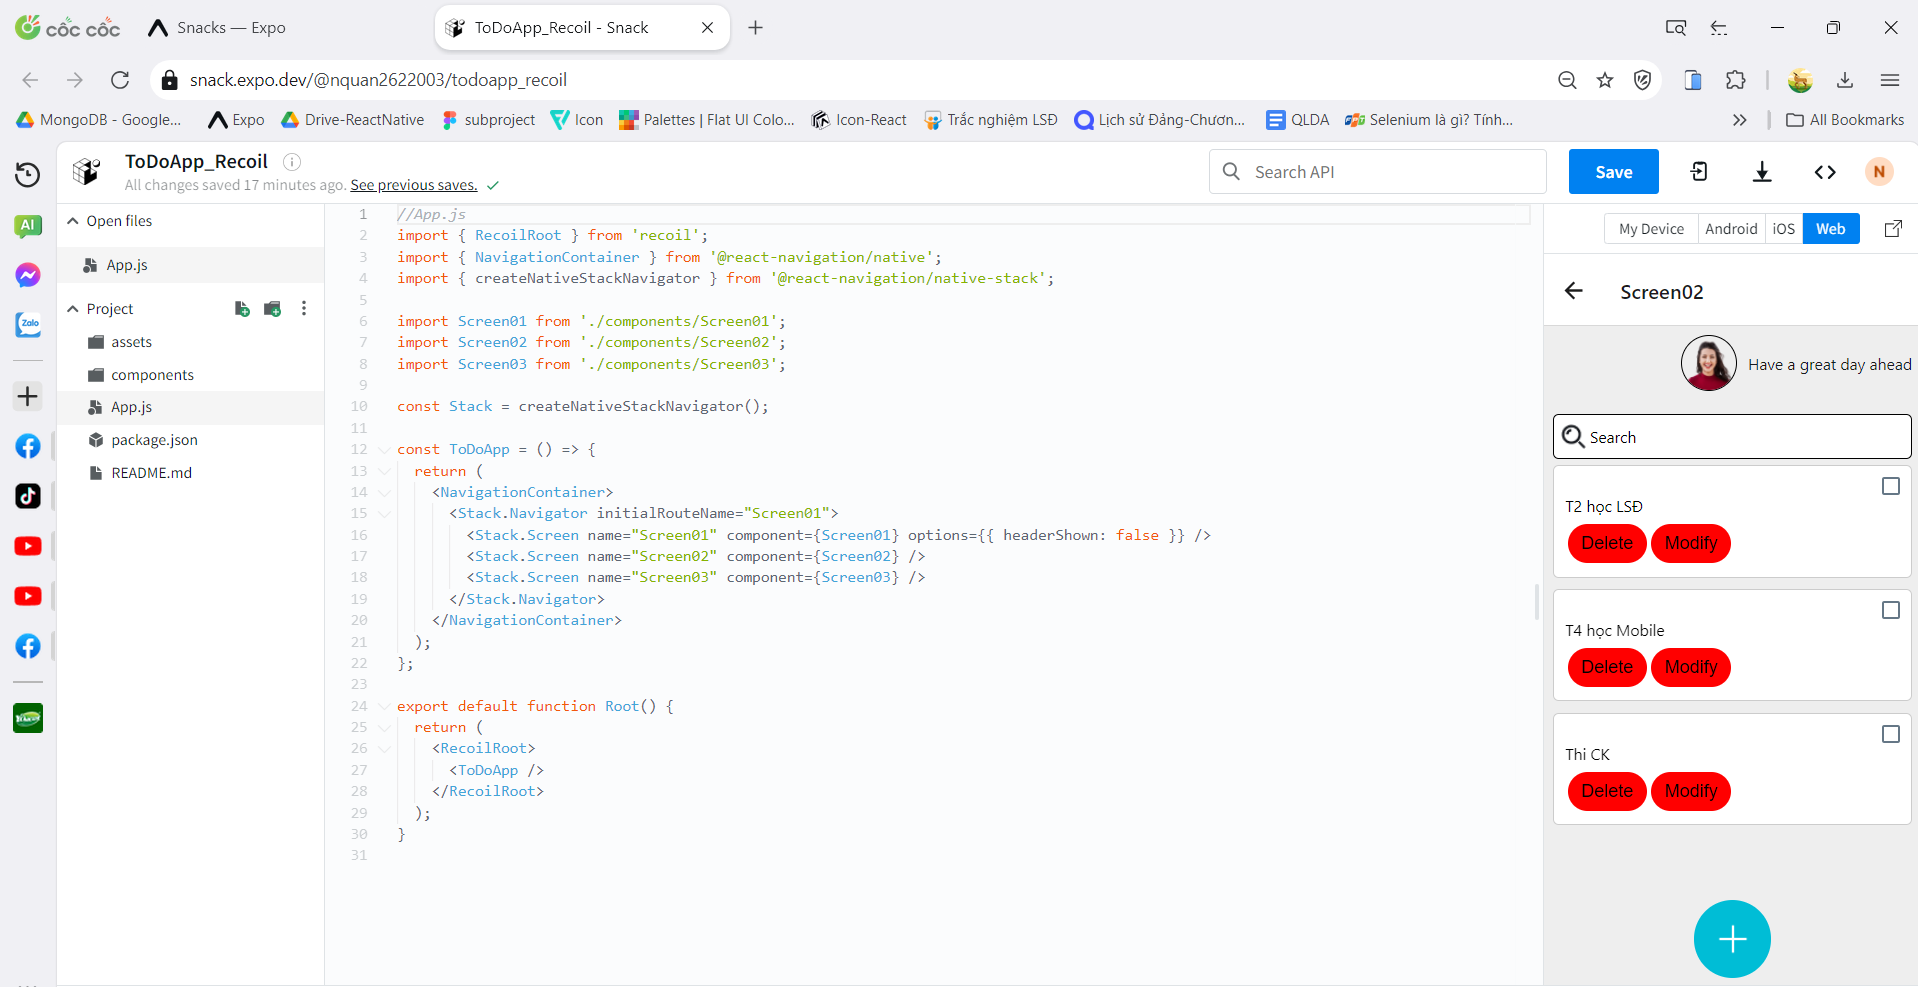 cốc cốc
Snacks — Expo
ToDoApp_Recoil - Snack
snack.expo.dev/@nquan2622003/todoapp_recoil
MongoDB - Google...
Expo
Drive-ReactNative
subproject
Icon
Palettes | Flat UI Colo...
Icon-React
Trắc nghiệm LSĐ
Lịch sử Đảng-Chươn...
QLDA
Selenium là gì? Tính...
All Bookmarks
AI
Zalo
ToDoApp_Recoil
All changes saved 17 minutes ago. See previous saves.
Search API
Save
N
Open files
App.js
Project
assets
components
App.js
package.json
README.md
1 //App.js
2 import { RecoilRoot } from 'recoil';
3 import { NavigationContainer } from '@react-navigation/native';
4 import { createNativeStackNavigator } from '@react-navigation/native-stack';
5
6 import Screen01 from './components/Screen01';
7 import Screen02 from './components/Screen02';
8 import Screen03 from './components/Screen03';
9
10 const Stack = createNativeStackNavigator();
11
12 const ToDoApp = () => {
13 return (
14 <NavigationContainer>
15 <Stack.Navigator initialRouteName="Screen01">
16 <Stack.Screen name="Screen01" component={Screen01} options={{ headerShown: false }} />
17 <Stack.Screen name="Screen02" component={Screen02} />
18 <Stack.Screen name="Screen03" component={Screen03} />
19 </Stack.Navigator>
20 </NavigationContainer>
21 );
22 };
23
24 export default function Root() {
25 return (
26 <RecoilRoot>
27 <ToDoApp />
28 </RecoilRoot>
29 );
30 }
31
My Device
Android
iOS
Web
Screen02
Have a great day ahead
Search
T2 học LSĐ
Delete Modify
T4 học Mobile
Delete Modify
Thi CK
Delete Modify